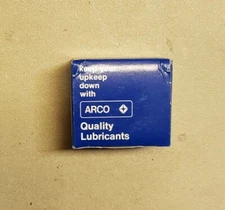 Keep your
upkeep
down
with
ARCO
Quality
Lubricants